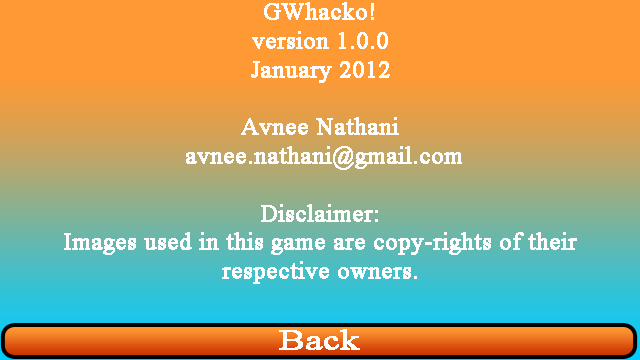 GWhacko!
version 1.0.0
January 2012
Avnee Nathani
avnee.nathani@gmail.com
Disclaimer:
Images used in this game are copy-rights of their
respective owners.
Back